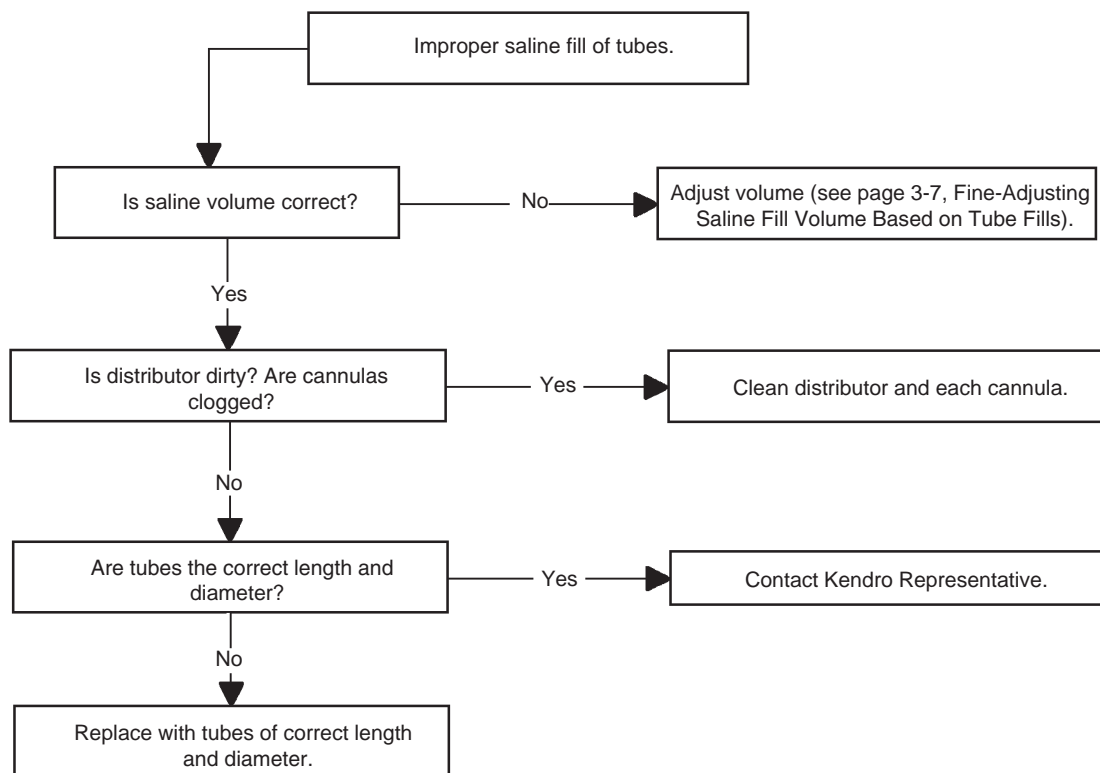 Improper saline fill of tubes.
Is saline volume correct?
No
Adjust volume (see page 3-7, Fine-Adjusting
Saline Fill Volume Based on Tube Fills).
Yes
Is distributor dirty? Are cannulas
clogged?
Yes
Clean distributor and each cannula.
No
Are tubes the correct length and
diameter?
Yes
Contact Kendro Representative.
No
Replace with tubes of correct length
and diameter.